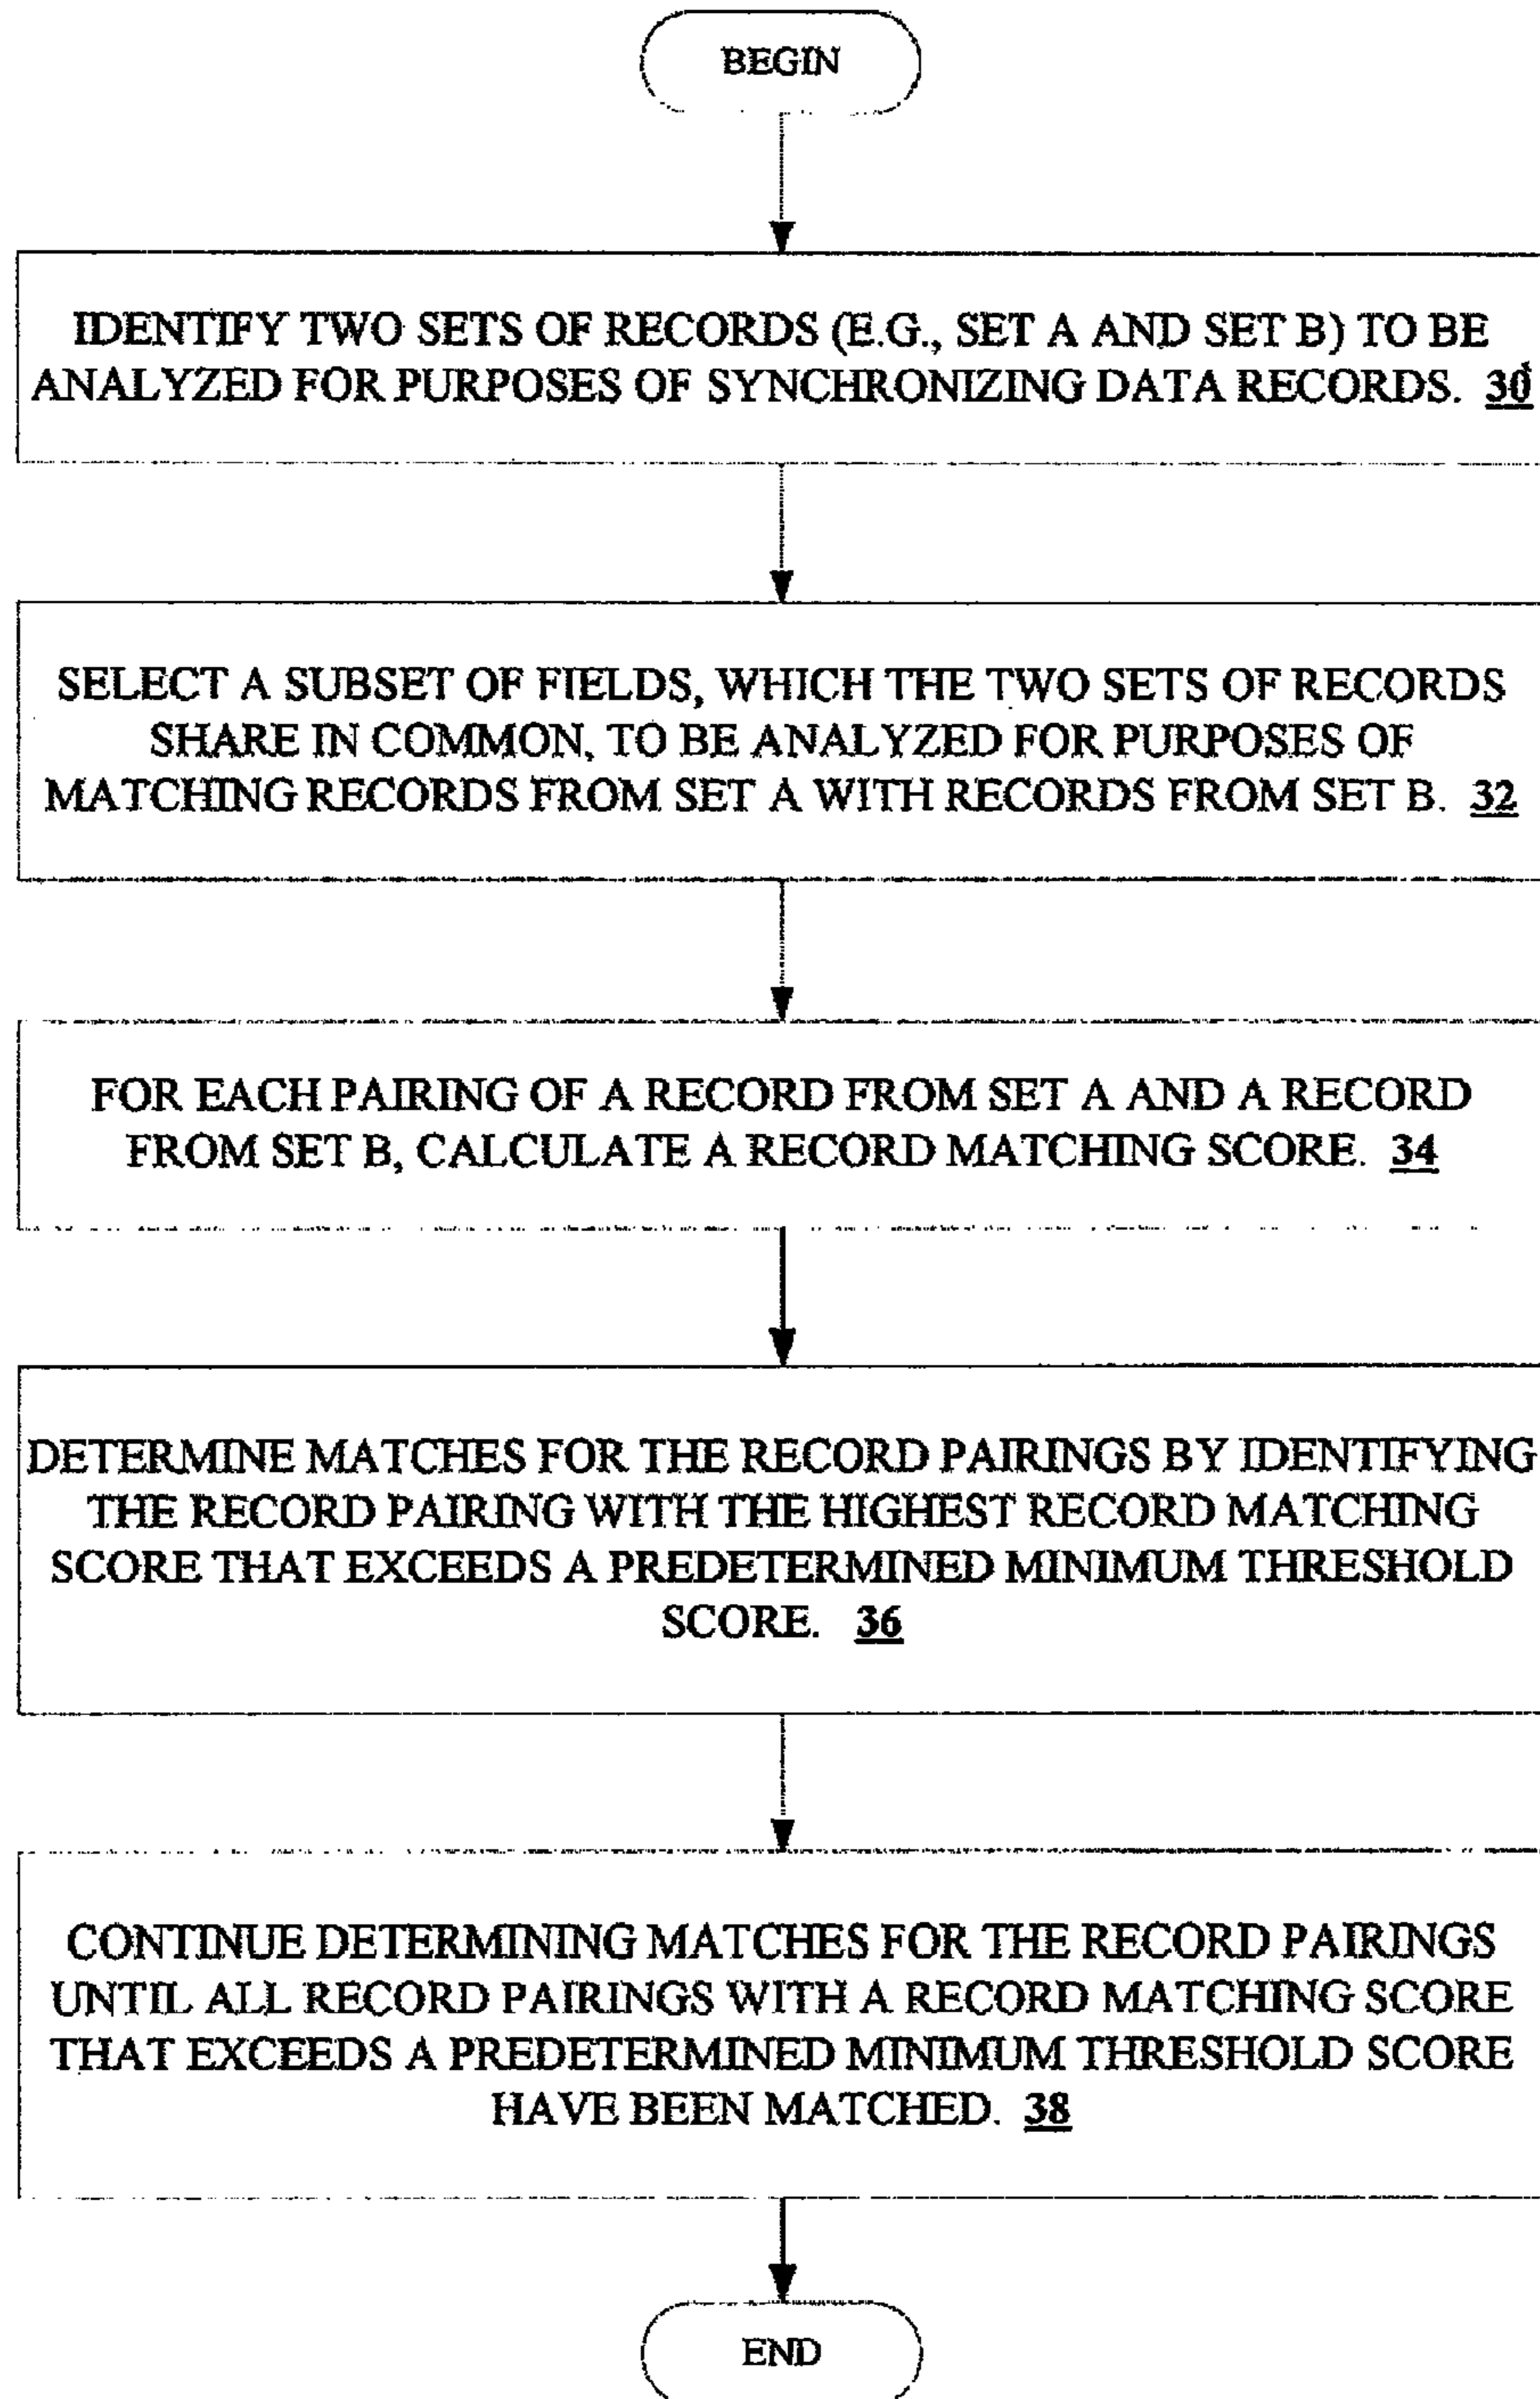 BEGIN
IDENTIFY TWO SETS OF RECORDS (E.G., SET A AND SET B) TO BE
ANALYZED FOR PURPOSES OF SYNCHRONIZING DATA RECORDS. 30
SELECT A SUBSET OF FIELDS, WHICH THE TWO SETS OF RECORDS
SHARE IN COMMON, TO BE ANALYZED FOR PURPOSES OF
MATCHING RECORDS FROM SET A WITH RECORDS FROM SET B. 32
FOR EACH PAIRING OF A RECORD FROM SET A AND A RECORD
FROM SET B, CALCULATE A RECORD MATCHING SCORE. 34
DETERMINE MATCHES FOR THE RECORD PAIRINGS BY IDENTIFYING
THE RECORD PAIRING WITH THE HIGHEST RECORD MATCHING
SCORE THAT EXCEEDS A PREDETERMINED MINIMUM THRESHOLD
SCORE. 36
CONTINUE DETERMINING MATCHES FOR THE RECORD PAIRINGS
UNTIL ALL RECORD PAIRINGS WITH A RECORD MATCHING SCORE
THAT EXCEEDS A PREDETERMINED MINIMUM THRESHOLD SCORE
HAVE BEEN MATCHED. 38
END